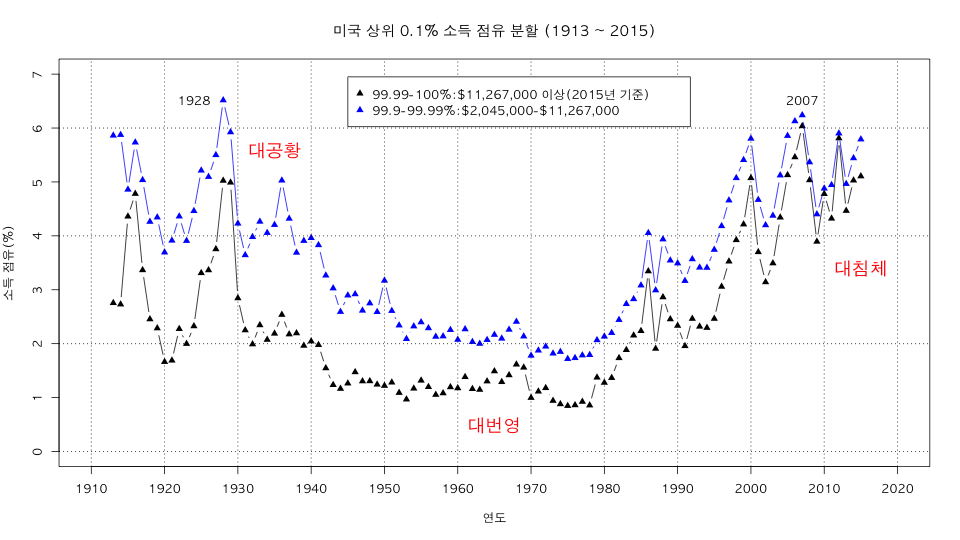 미국 상위 0.1% 소득 점유 분할 (1913 ~ 2015)
99.99-100%:$11,267,000 이상(2015년 기준)
99.9-99.99%:$2,045,000-$11,267,000
1928
2007
대공황
대침체
대번영
소득 점유(%)
7
6
5
4
3
2
1
0
1910 1920 1930 1940 1950 1960 1970 1980 1990 2000 2010 2020
연도